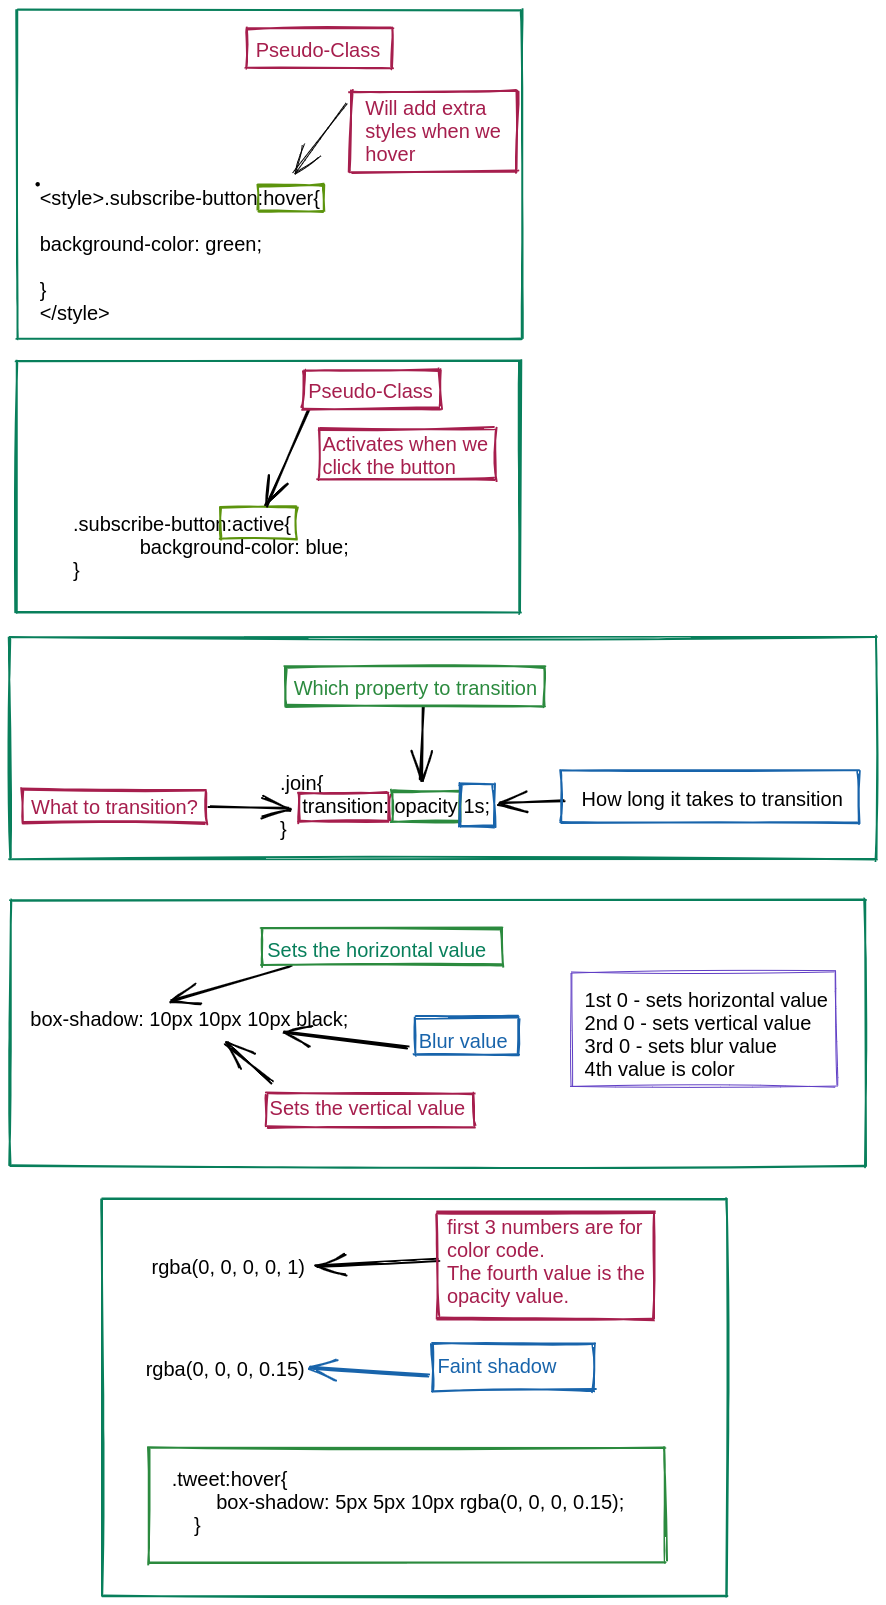 Pseudo-Class
Will add extra
styles when we
hover
<style>.subscribe-button:hover{
background-color: green;
}
</style>
Pseudo-Class
Activates when we
click the button
.subscribe-button:active{
background-color: blue;
}
Which property to transition
.join{
What to transition?
transition: opacity 1s;
How long it takes to transition
}
Sets the horizontal value
box-shadow: 10px 10px 10px black;
Blur value
Sets the vertical value
1st 0 - sets horizontal value
2nd 0 - sets vertical value
3rd 0 - sets blur value
4th value is color
first 3 numbers are for
color code.
The fourth value is the
opacity value.
rgba(0, 0, 0, 0, 1)
rgba(0, 0, 0, 0.15)
Faint shadow
.tweet:hover{
box-shadow: 5px 5px 10px rgba(0, 0, 0, 0.15);
}